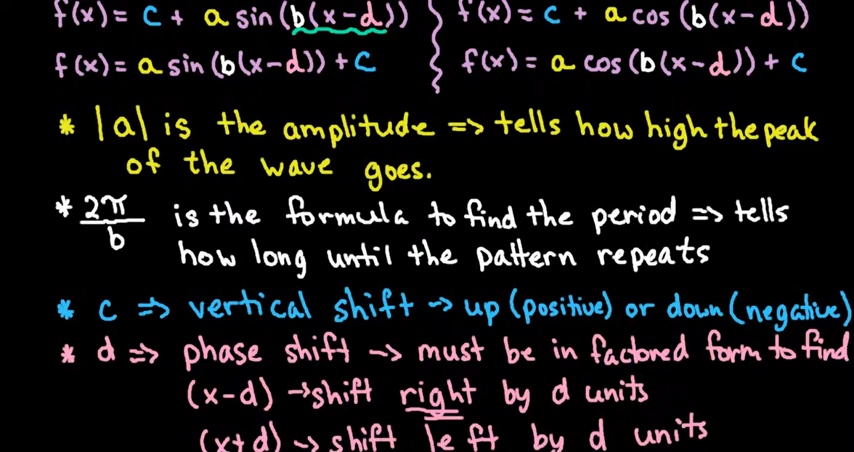 f(x) = c + a sin (b(x-d))
f(x) = c + a cos (b(x-d))
f(x) = a sin (b(x-d)) + c
f(x) = a cos (b(x-d)) + c
* |a| is the amplitude => tells how high the peak
of the wave goes.
* 2π/b is the formula to find the period => tells
how long until the pattern repeats
* c => vertical shift → up (positive) or down (negative)
* d => phase shift → must be in factored form to find
(x-d) → shift right by d units
(x+d) → shift left by d units